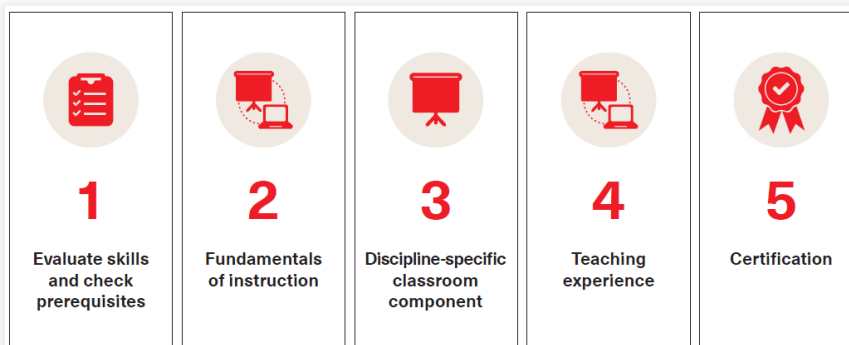 1
Evaluate skills
and check
prerequisites
2
Fundamentals
of instruction
3
Discipline-specific
classroom
component
4
Teaching
experience
5
Certification